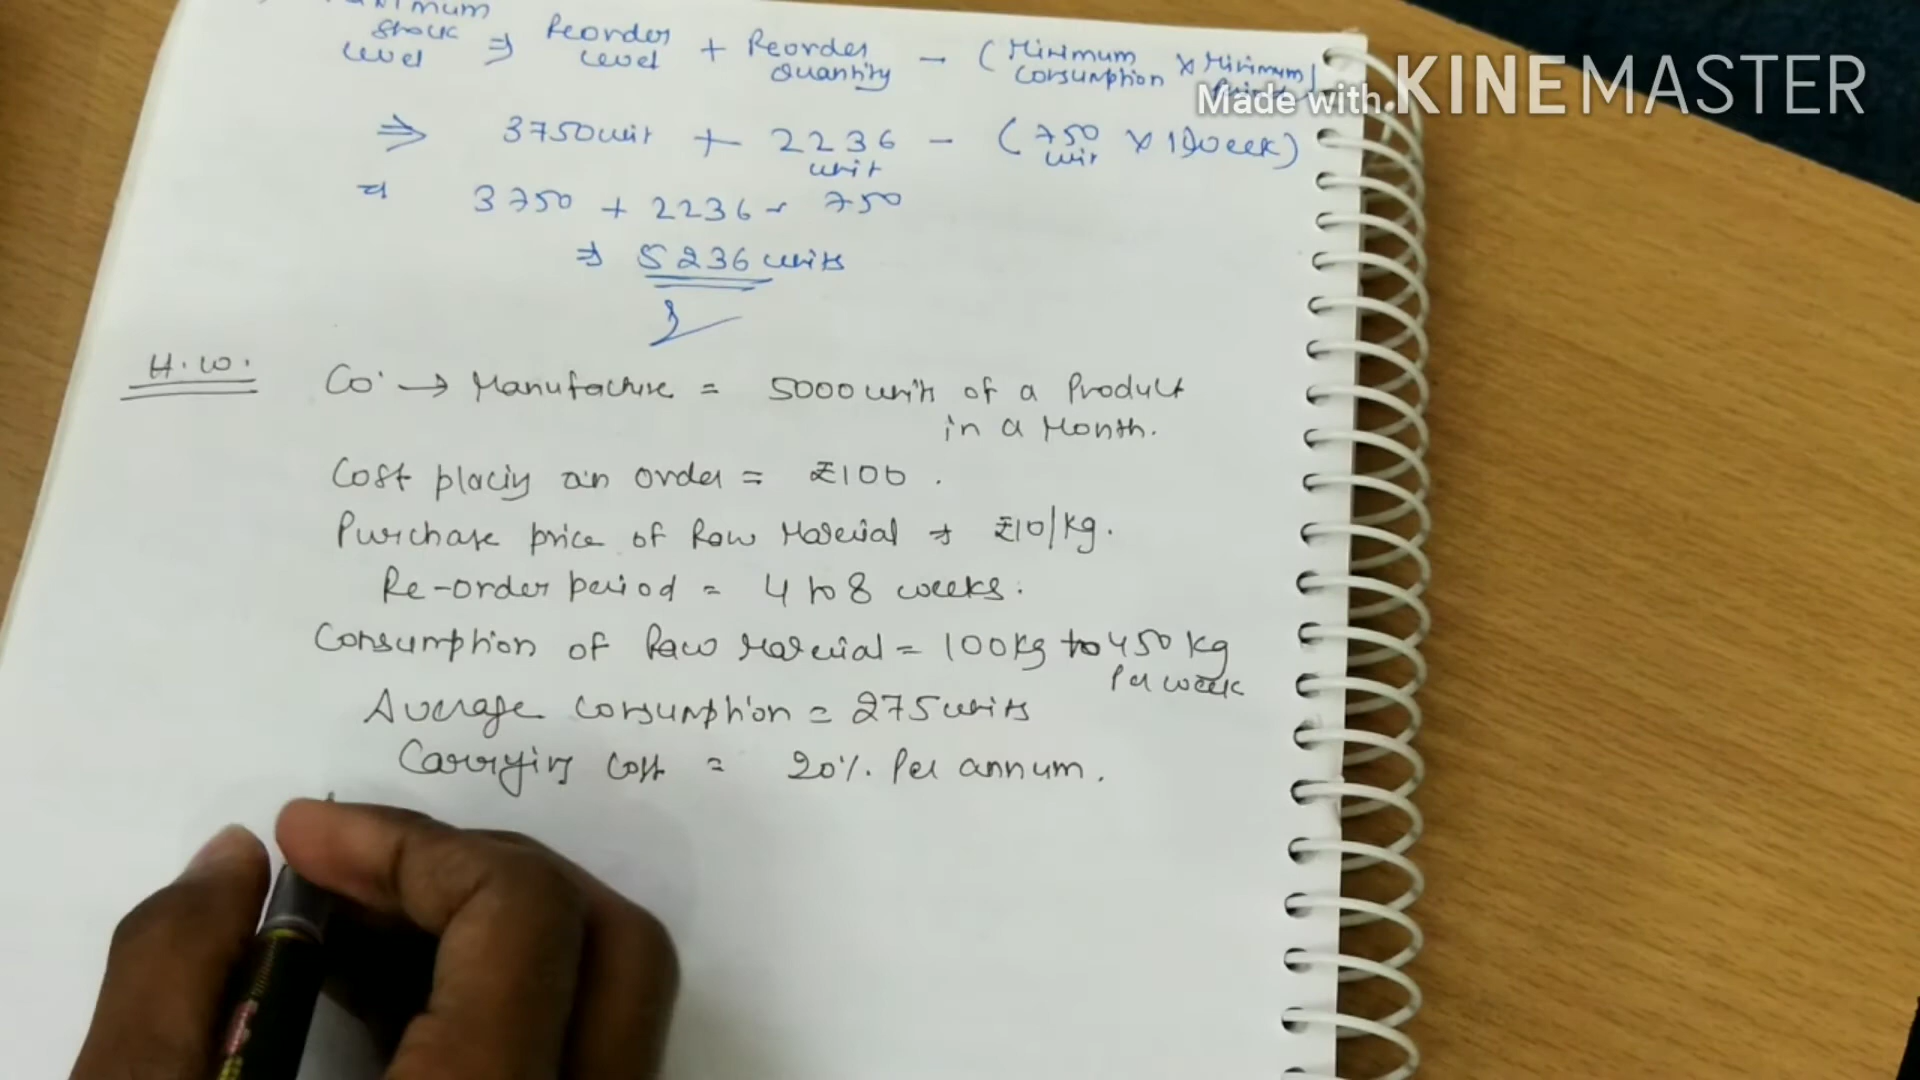 stock level ⇒ Reorder level + Reorder Quantity - (Minimum Consumption × Minimum
Made with KINEMASTER
⇒ 3750 unit + 2236 unit - (750 unit × 1 week)
⇒ 3750 + 2236 - 750
⇒ 5236 units
H.W. Co. → Manufacture = 5000 units of a Product
in a Month.
Cost placing an order = ₹100.
Purchase price of Raw Material → ₹10/kg.
Re-order period = 4 to 8 weeks.
Consumption of Raw Material = 100kg to 450 kg
Per week
Average consumption = 275 units
Carrying cost = 20% Per annum.